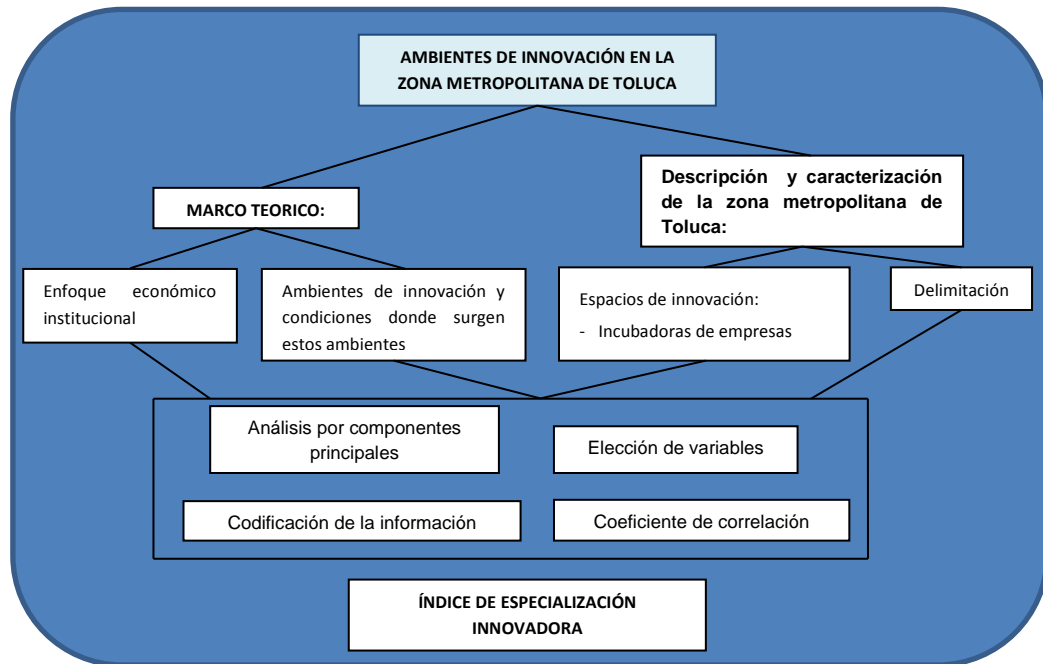 AMBIENTES DE INNOVACIÓN EN LA
ZONA METROPOLITANA DE TOLUCA
MARCO TEORICO:
Descripción y caracterización
de la zona metropolitana de
Toluca:
Enfoque económico
institucional
Ambientes de innovación y
condiciones donde surgen
estos ambientes
Espacios de innovación:
- Incubadoras de empresas
Delimitación
Análisis por componentes
principales
Elección de variables
Codificación de la información
Coeficiente de correlación
ÍNDICE DE ESPECIALIZACIÓN
INNOVADORA